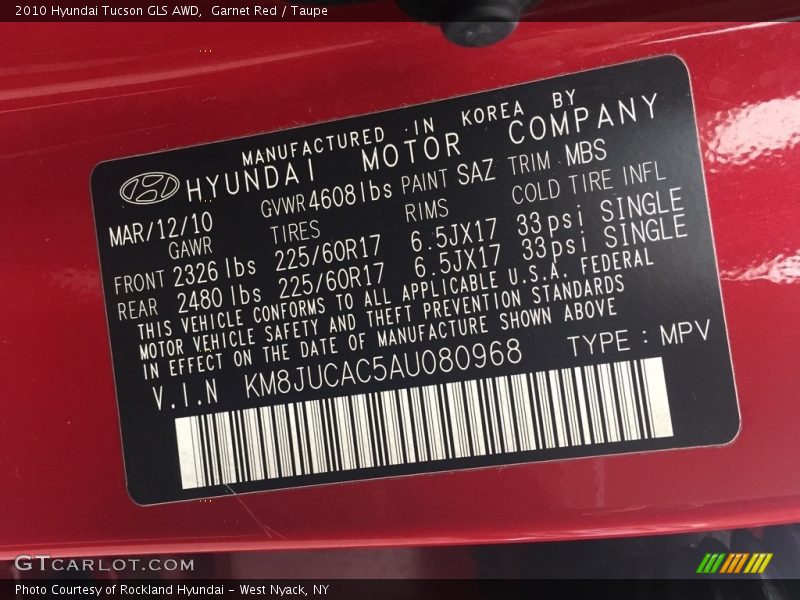 2010 Hyundai Tucson GLS AWD,  Garnet Red / Taupe
MANUFACTURED IN KOREA BY
HYUNDAI MOTOR COMPANY
MAR/12/10 GVWR 4608 lbs PAINT SAZ TRIM MBS
GAWR TIRES RIMS COLD TIRE INFL
FRONT 2326 lbs 225/60R17 6.5JX17 33psi SINGLE
REAR 2480 lbs 225/60R17 6.5JX17 33psi SINGLE
THIS VEHICLE CONFORMS TO ALL APPLICABLE U.S.A. FEDERAL
MOTOR VEHICLE SAFETY AND THEFT PREVENTION STANDARDS
IN EFFECT ON THE DATE OF MANUFACTURE SHOWN ABOVE
V.I.N KM8JUCAC5AU080968 TYPE : MPV
GTCARLOT.COM
Photo Courtesy of Rockland Hyundai - West Nyack, NY